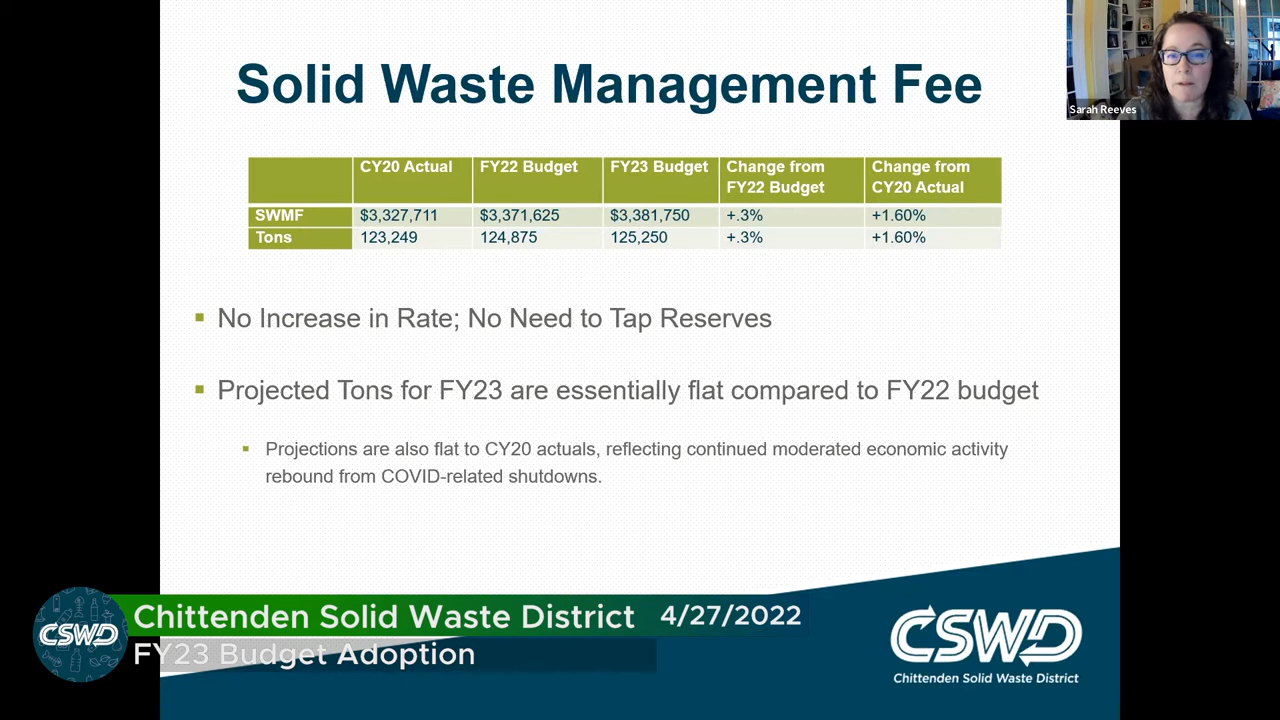 Solid Waste Management Fee
Sarah Reeves
CY20 Actual FY22 Budget FY23 Budget Change from FY22 Budget Change from CY20 Actual
SWMF $3,327,711 $3,371,625 $3,381,750 +.3% +1.60%
Tons 123,249 124,875 125,250 +.3% +1.60%
No Increase in Rate; No Need to Tap Reserves
Projected Tons for FY23 are essentially flat compared to FY22 budget
Projections are also flat to CY20 actuals, reflecting continued moderated economic activity
rebound from COVID-related shutdowns.
CSWD
Chittenden Solid Waste District 4/27/2022
FY23 Budget Adoption
CSWD
Chittenden Solid Waste District